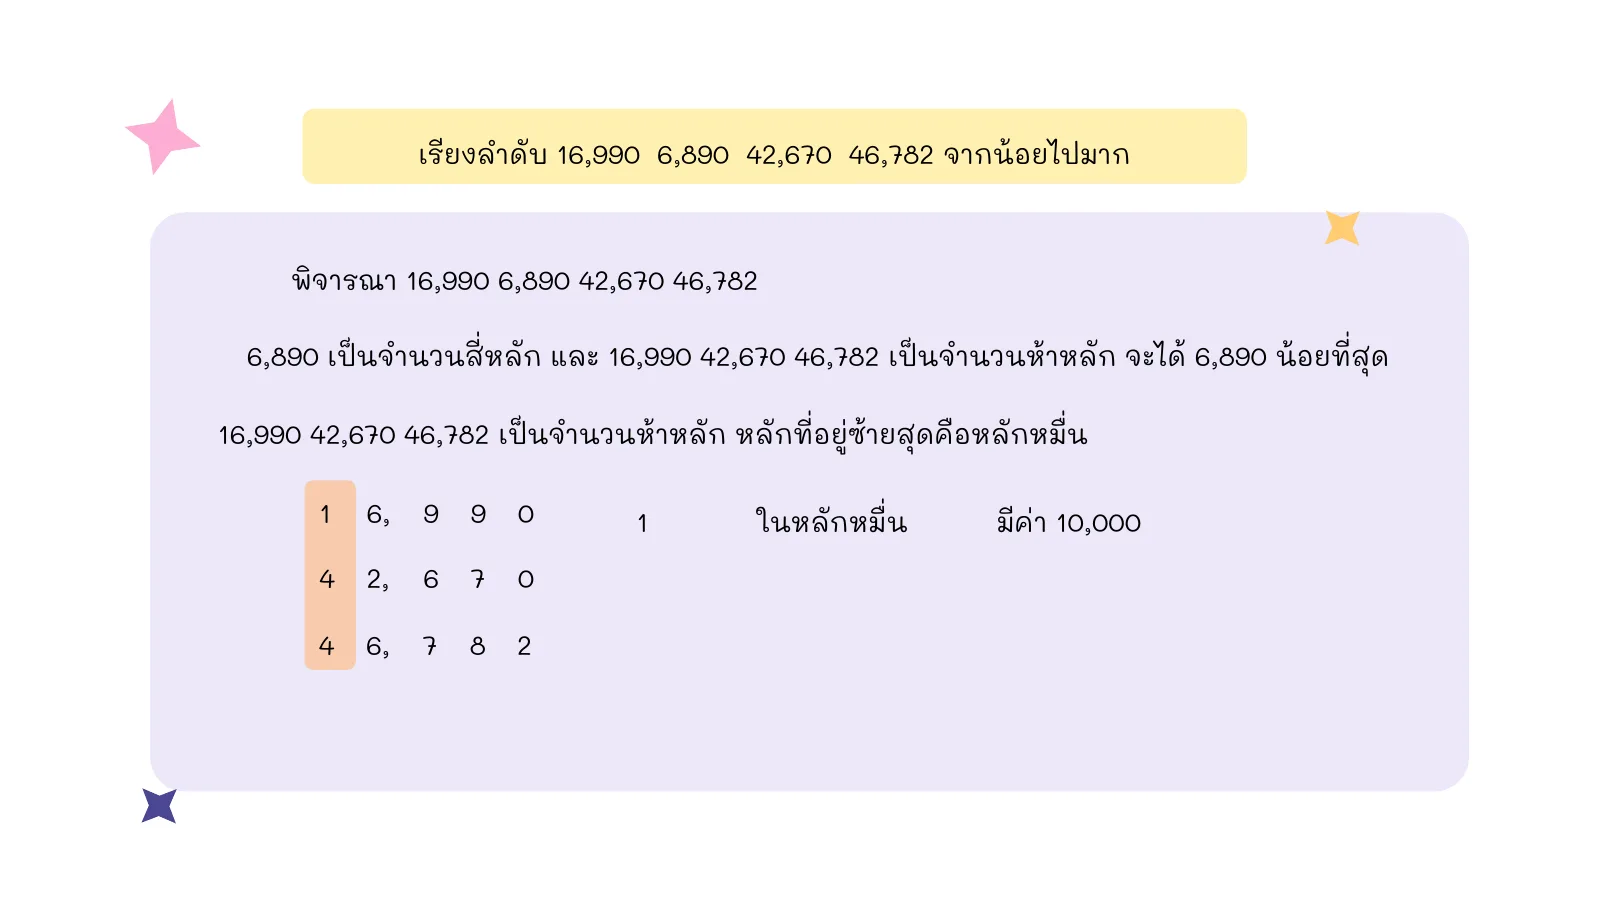 เรียงลำดับ 16,990 6,890 42,670 46,782 จากน้อยไปมาก
พิจารณา 16,990 6,890 42,670 46,782
6,890 เป็นจำนวนสี่หลัก และ 16,990 42,670 46,782 เป็นจำนวนห้าหลัก จะได้ 6,890 น้อยที่สุด
16,990 42,670 46,782 เป็นจำนวนห้าหลัก หลักที่อยู่ซ้ายสุดคือหลักหมื่น
1 6, 9 9 0 1 ในหลักหมื่น มีค่า 10,000
4 2, 6 7 0
4 6, 7 8 2